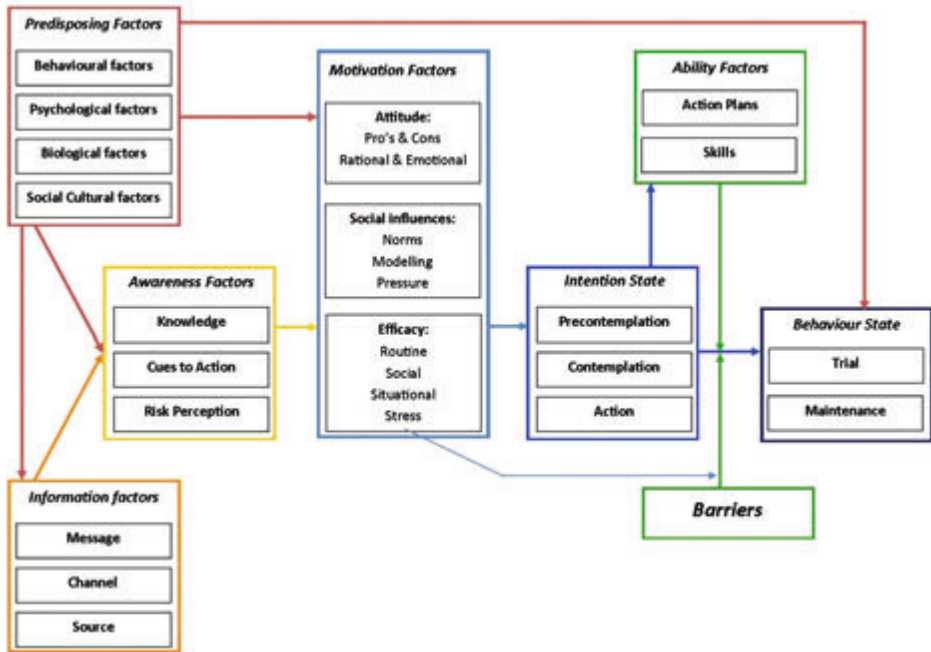 Predisposing Factors
Behavioural factors
Psychological factors
Biological factors
Social Cultural factors
Motivation Factors
Attitude:
Pro's & Cons
Rational & Emotional
Social influences:
Norms
Modelling
Pressure
Efficacy:
Routine
Social
Situational
Stress
Ability Factors
Action Plans
Skills
Awareness Factors
Knowledge
Cues to Action
Risk Perception
Intention State
Precontemplation
Contemplation
Action
Behaviour State
Trial
Maintenance
Information factors
Message
Channel
Source
Barriers